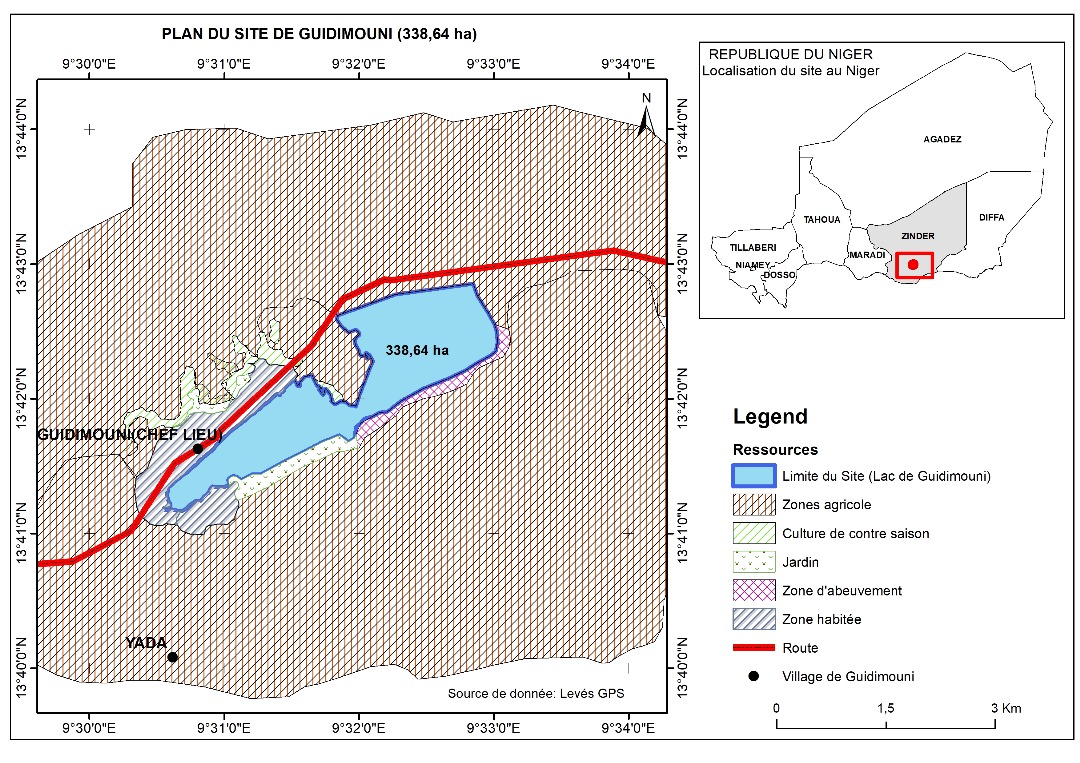 PLAN DU SITE DE GUIDIMOUNI (338,64 ha)
9°30'0"E 9°31'0"E 9°32'0"E 9°33'0"E 9°34'0"E
13°44'0"N 13°44'0"N
13°43'0"N 13°43'0"N
13°42'0"N 13°42'0"N
13°41'0"N 13°41'0"N
13°40'0"N 13°40'0"N
N
338,64 ha
GUIDIMOUNI(CHEF LIEU)
YADA
Source de donnée: Levés GPS
9°30'0"E 9°31'0"E 9°32'0"E 9°33'0"E 9°34'0"E
REPUBLIQUE DU NIGER
Localisation du site au Niger
AGADEZ
TAHOUA
DIFFA
ZINDER
TILLABERI
MARADI
NIAMEY
DOSSO
Legend
Ressources
Limite du Site (Lac de Guidimouni)
Zones agricole
Culture de contre saison
Jardin
Zone d'abeuvement
Zone habitée
Route
Village de Guidimouni
0 1,5 3 Km